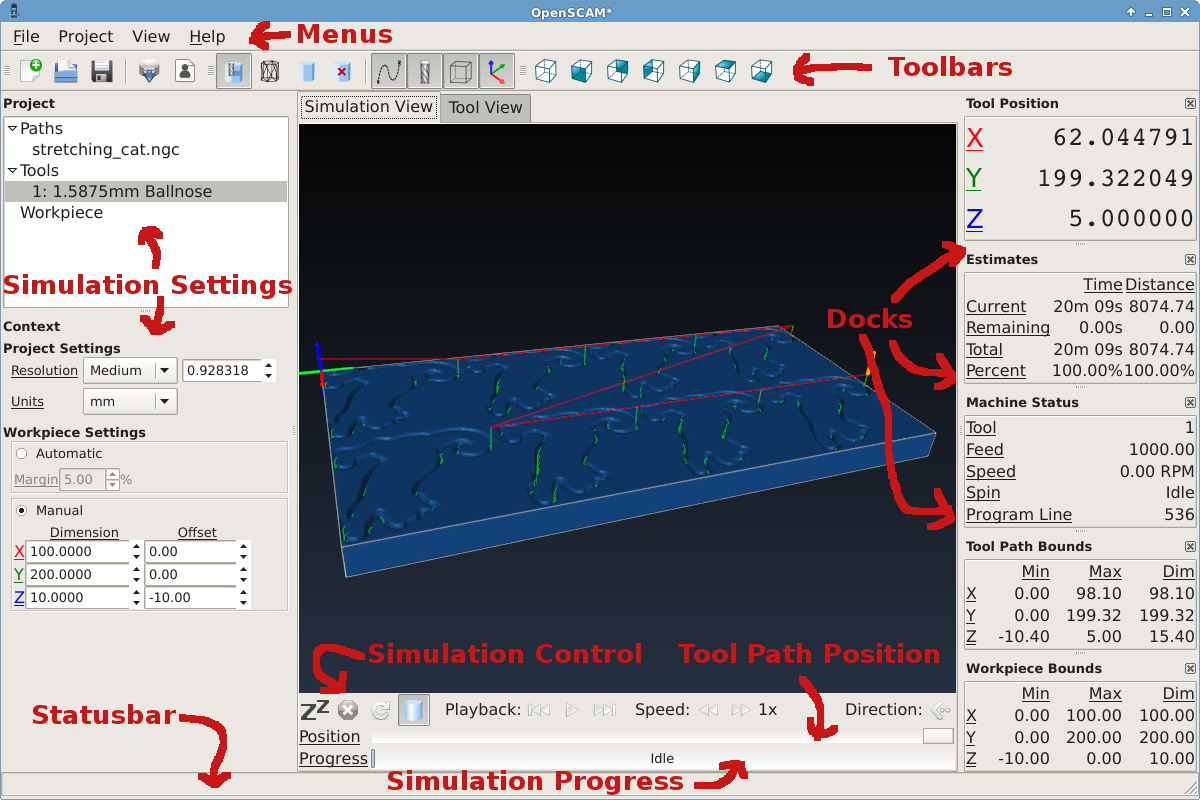 OpenSCAM*
File Project View Help Menus
Toolbars
Project
Paths
stretching_cat.ngc
Tools
1: 1.5875mm Ballnose
Workpiece
Simulation Settings
Context
Project Settings
Resolution Medium 0.928318
Units mm
Workpiece Settings
Automatic
Margin 5.00 %
Manual
Dimension Offset
X 100.0000 0.00
Y 200.0000 0.00
Z 10.0000 -10.00
Statusbar
Simulation View Tool View
Docks
Simulation Control Tool Path Position
ZZ Playback: Speed: 1x Direction:
Position
Progress Idle
Simulation Progress
Tool Position
X 62.044791
Y 199.322049
Z 5.000000
Estimates
Time Distance
Current 20m 09s 8074.74
Remaining 0.00s 0.00
Total 20m 09s 8074.74
Percent 100.00% 100.00%
Machine Status
Tool 1
Feed 1000.00
Speed 0.00 RPM
Spin Idle
Program Line 536
Tool Path Bounds
Min Max Dim
X 0.00 98.10 98.10
Y 0.00 199.32 199.32
Z -10.40 5.00 15.40
Workpiece Bounds
Min Max Dim
X 0.00 100.00 100.00
Y 0.00 200.00 200.00
Z -10.00 0.00 10.00